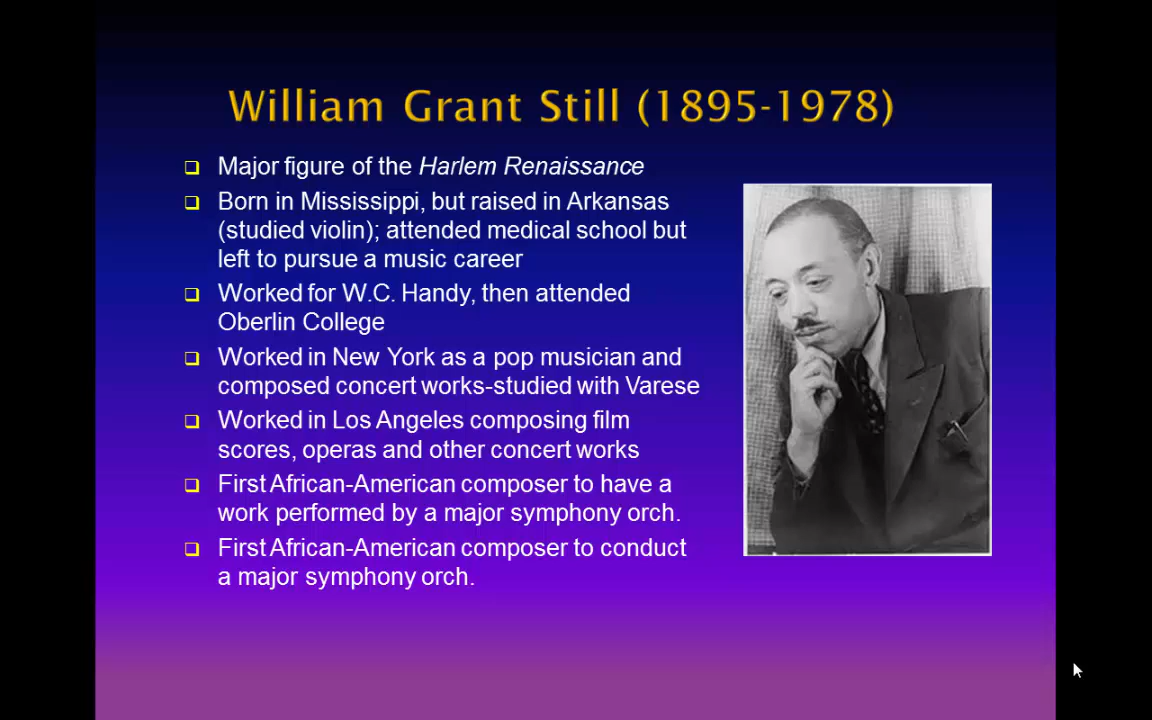 William Grant Still (1895-1978)
Major figure of the Harlem Renaissance
Born in Mississippi, but raised in Arkansas
(studied violin); attended medical school but
left to pursue a music career
Worked for W.C. Handy, then attended
Oberlin College
Worked in New York as a pop musician and
composed concert works-studied with Varese
Worked in Los Angeles composing film
scores, operas and other concert works
First African-American composer to have a
work performed by a major symphony orch.
First African-American composer to conduct
a major symphony orch.